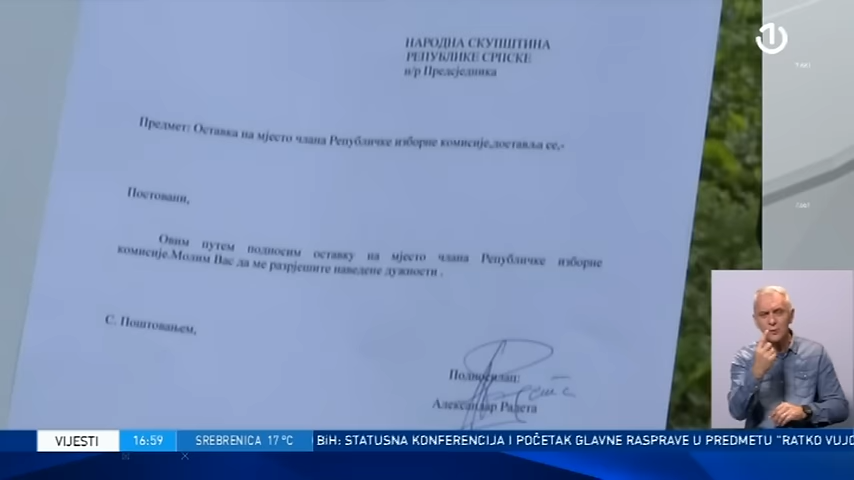 НАРОДНА СКУПШТИНА
РЕПУБЛИКЕ СРПСКЕ
н/р Предсједника
Предмет: Оставка на мјесто члана Републичке изборне комисије,доставља се,-
Постовани,
Овим путем подносим оставку на мјесто члана Републичке изборне
комисије.Молим Вас да ме разрјешите наведене дужности .
С. Поштовањем,
Подносилац:
Александар Радета
VIJESTI 16:59 SREBRENICA 17°C BiH: STATUSNA KONFERENCIJA I POČETAK GLAVNE RASPRAVE U PREDMETU "RATKO VUJO